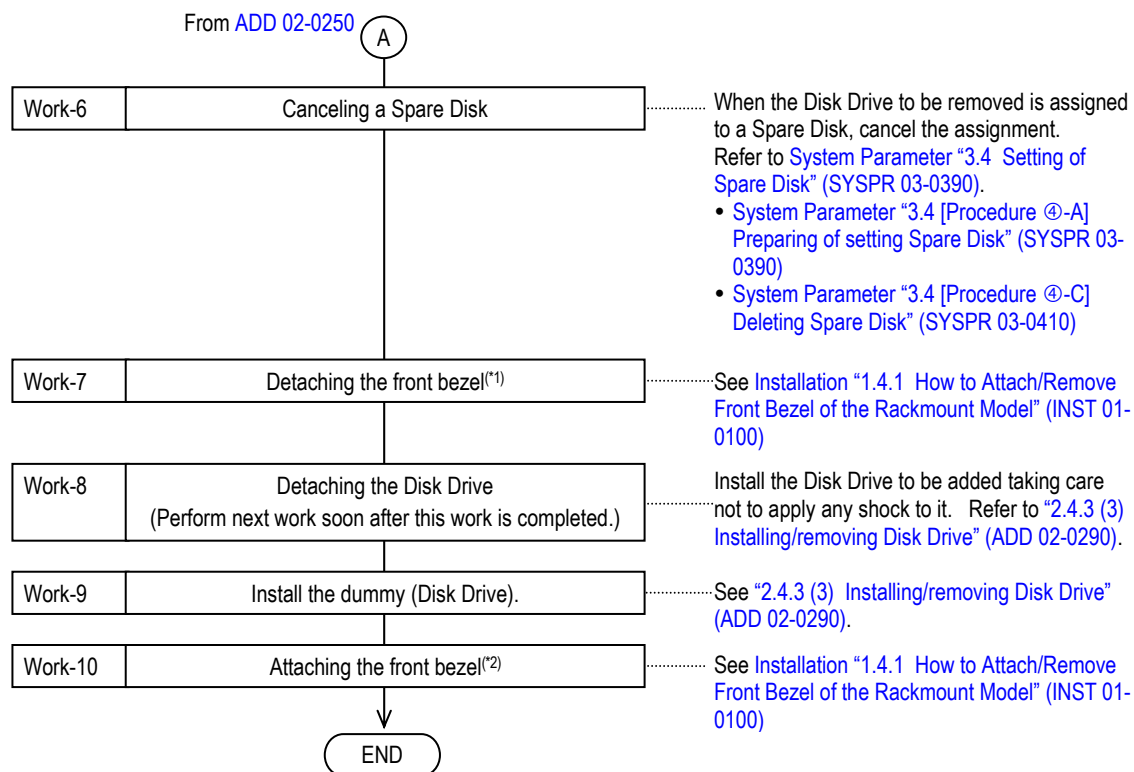 From ADD 02-0250
A
Work-6
Canceling a Spare Disk
When the Disk Drive to be removed is assigned
to a Spare Disk, cancel the assignment.
Refer to System Parameter “3.4 Setting of
Spare Disk” (SYSPR 03-0390).
• System Parameter “3.4 [Procedure ④-A]
Preparing of setting Spare Disk” (SYSPR 03-
0390)
• System Parameter “3.4 [Procedure ④-C]
Deleting Spare Disk” (SYSPR 03-0410)
Work-7
Detaching the front bezel(*1)
See Installation “1.4.1 How to Attach/Remove
Front Bezel of the Rackmount Model” (INST 01-
0100)
Work-8
Detaching the Disk Drive
(Perform next work soon after this work is completed.)
Install the Disk Drive to be added taking care
not to apply any shock to it. Refer to “2.4.3 (3)
Installing/removing Disk Drive” (ADD 02-0290).
Work-9
Install the dummy (Disk Drive).
See “2.4.3 (3) Installing/removing Disk Drive”
(ADD 02-0290).
Work-10
Attaching the front bezel(*2)
See Installation “1.4.1 How to Attach/Remove
Front Bezel of the Rackmount Model” (INST 01-
0100)
END